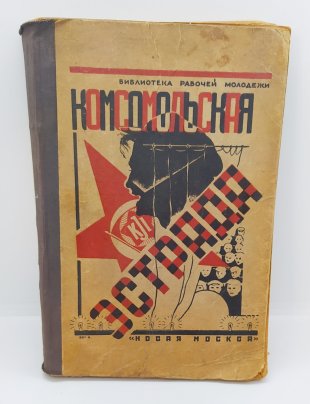 БИБЛИОТЕКА РАБОЧЕЙ МОЛОДЕЖИ
КОМСОМОЛЬСКАЯ
ЭСТРАДА
"НОВАЯ МОСКВА"